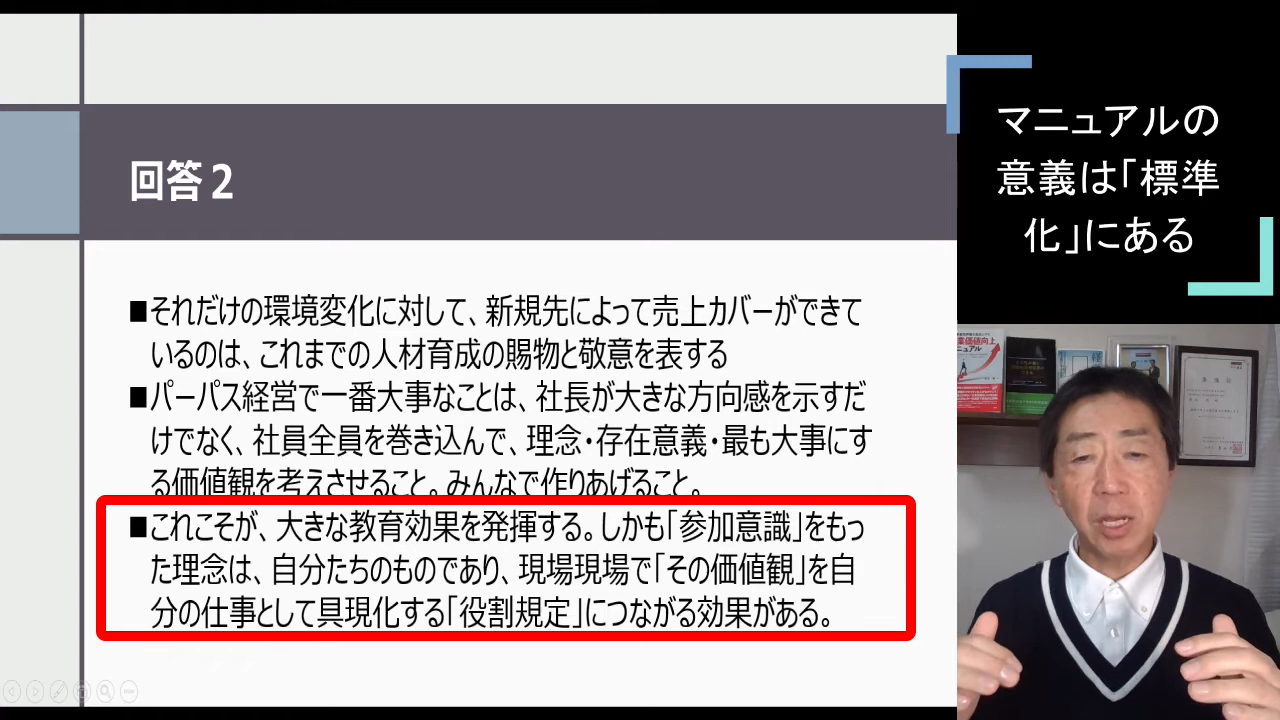 回答２
■それだけの環境変化に対して、新規先によって売上カバーができて
いるのは、これまでの人材育成の賜物と敬意を表する
■パーパス経営で一番大事なことは、社長が大きな方向感を示すだ
けでなく、社員全員を巻き込んで、理念・存在意義・最も大事にす
る価値観を考えさせること。みんなで作りあげること。
■これこそが、大きな教育効果を発揮する。しかも「参加意識」をもっ
た理念は、自分たちのものであり、現場現場で「その価値観」を自
分の仕事として具現化する「役割規定」につながる効果がある。
マニュアルの
意義は「標準
化」にある